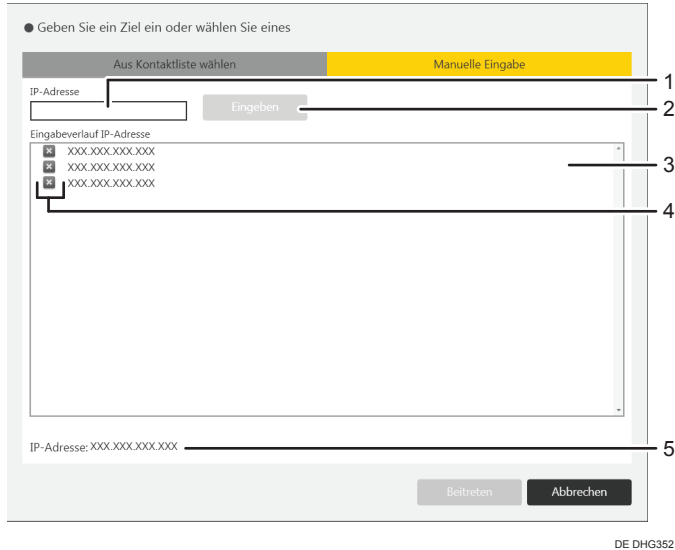 Geben Sie ein Ziel ein oder wählen Sie eines
Aus Kontaktliste wählen Manuelle Eingabe
IP-Adresse
1
Eingeben 2
Eingabeverlauf IP-Adresse
XXX.XXX.XXX.XXX
XXX.XXX.XXX.XXX 3
XXX.XXX.XXX.XXX
4
IP-Adresse: XXX.XXX.XXX.XXX 5
Beitreten Abbrechen
DE DHG352